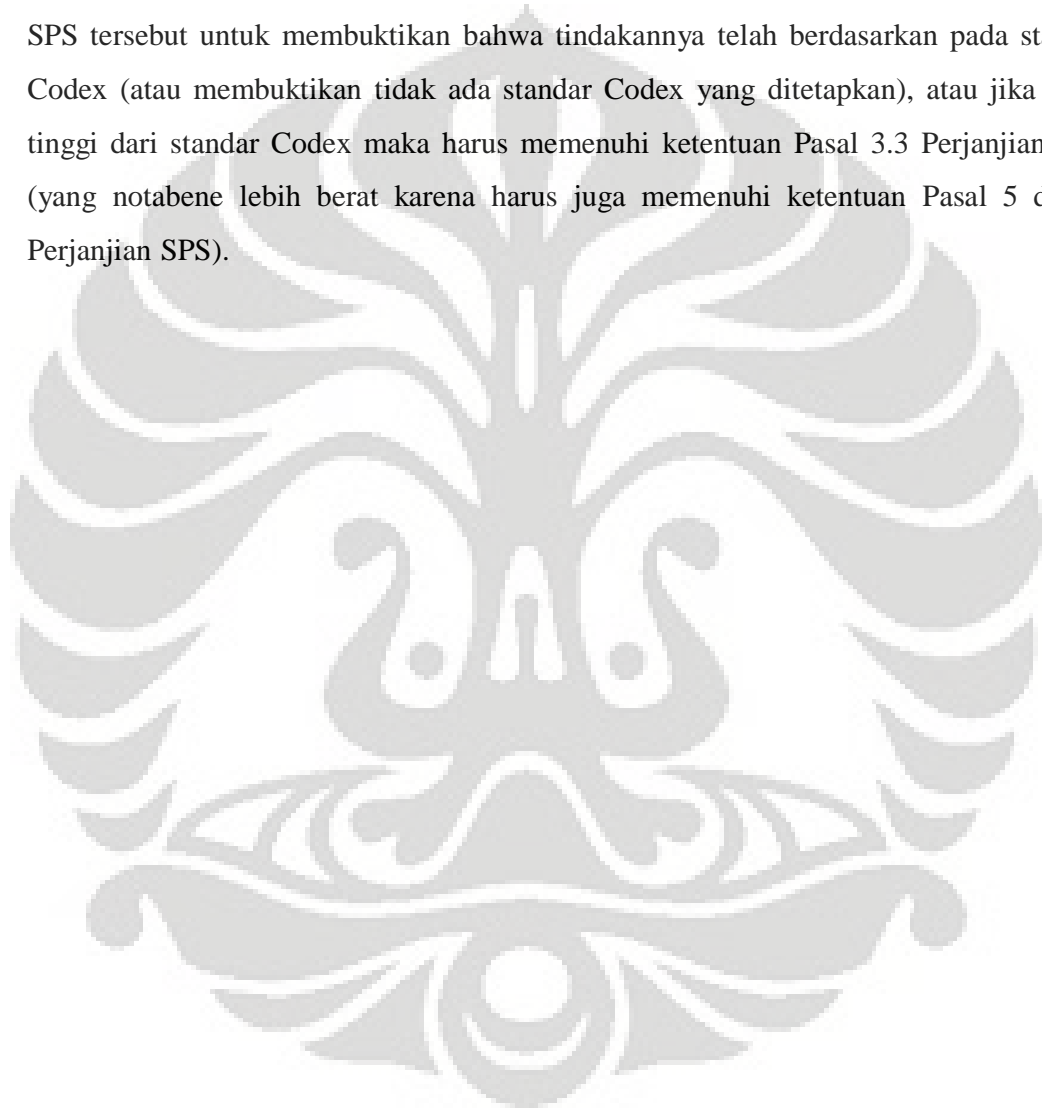 SPS tersebut untuk membuktikan bahwa tindakannya telah berdasarkan pada sta
Codex (atau membuktikan tidak ada standar Codex yang ditetapkan), atau jika
tinggi dari standar Codex maka harus memenuhi ketentuan Pasal 3.3 Perjanjian
(yang notabene lebih berat karena harus juga memenuhi ketentuan Pasal 5 d
Perjanjian SPS).